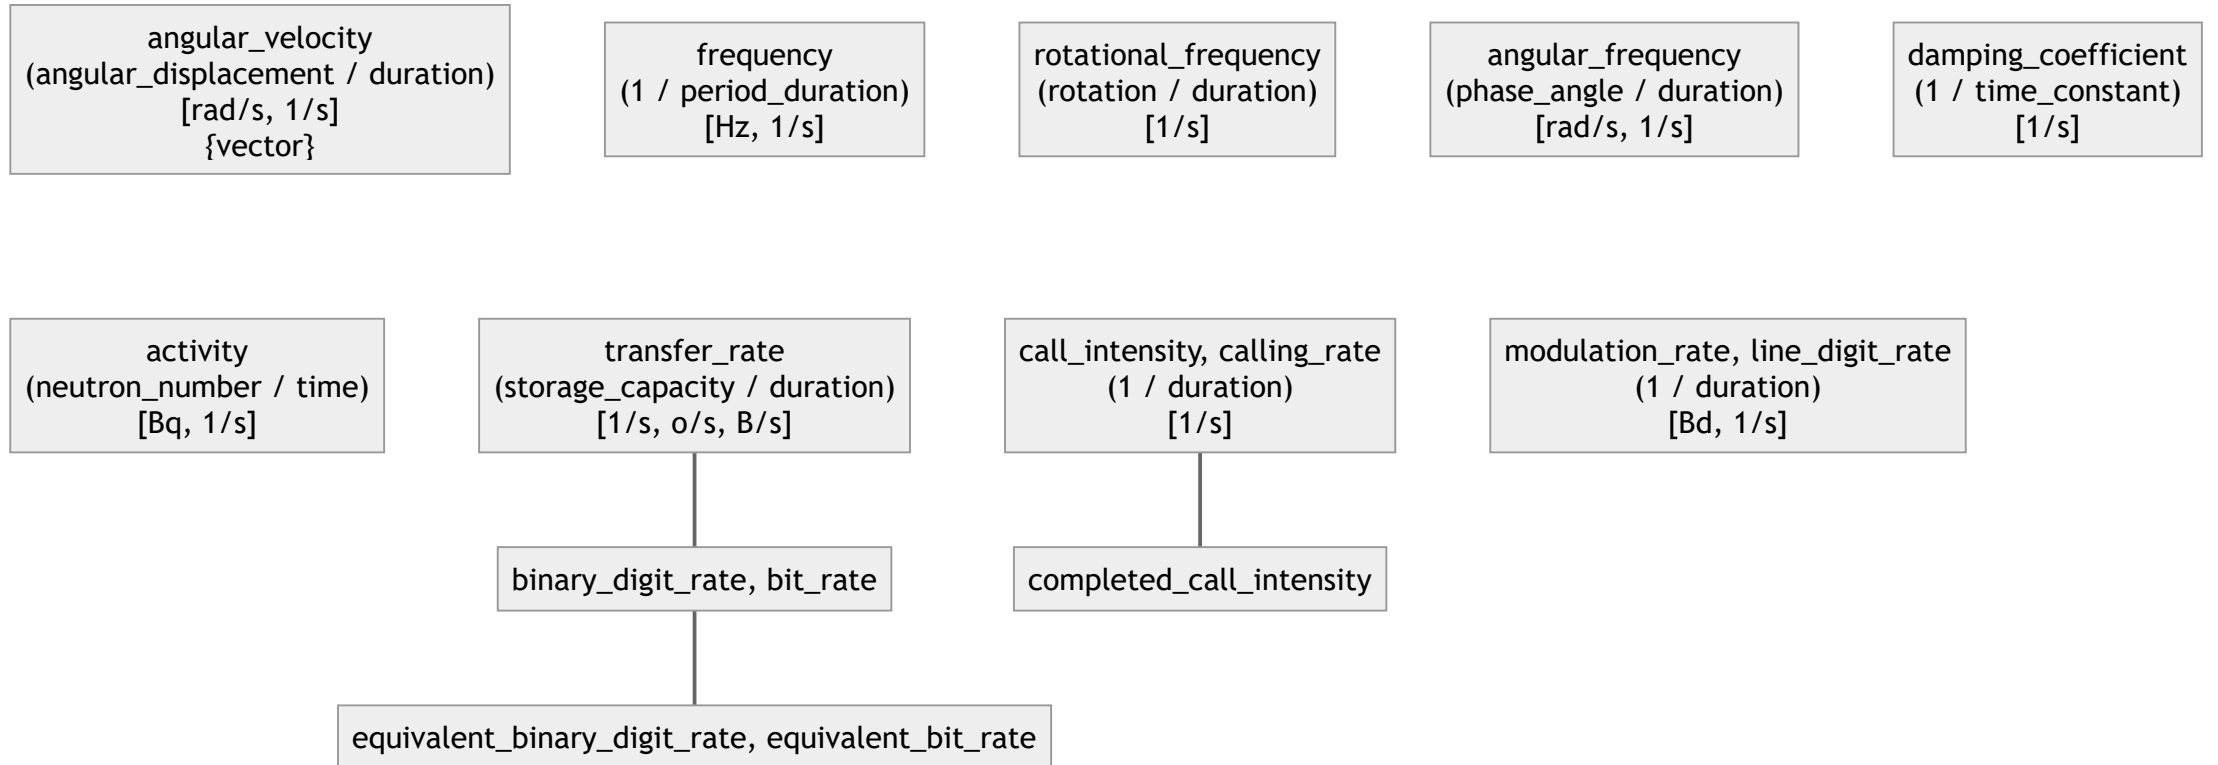 angular_velocity
(angular_displacement / duration)
[rad/s, 1/s]
{vector}
frequency
(1 / period_duration)
[Hz, 1/s]
rotational_frequency
(rotation / duration)
[1/s]
angular_frequency
(phase_angle / duration)
[rad/s, 1/s]
damping_coefficient
(1 / time_constant)
[1/s]
activity
(neutron_number / time)
[Bq, 1/s]
transfer_rate
(storage_capacity / duration)
[1/s, o/s, B/s]
call_intensity, calling_rate
(1 / duration)
[1/s]
modulation_rate, line_digit_rate
(1 / duration)
[Bd, 1/s]
binary_digit_rate, bit_rate
completed_call_intensity
equivalent_binary_digit_rate, equivalent_bit_rate